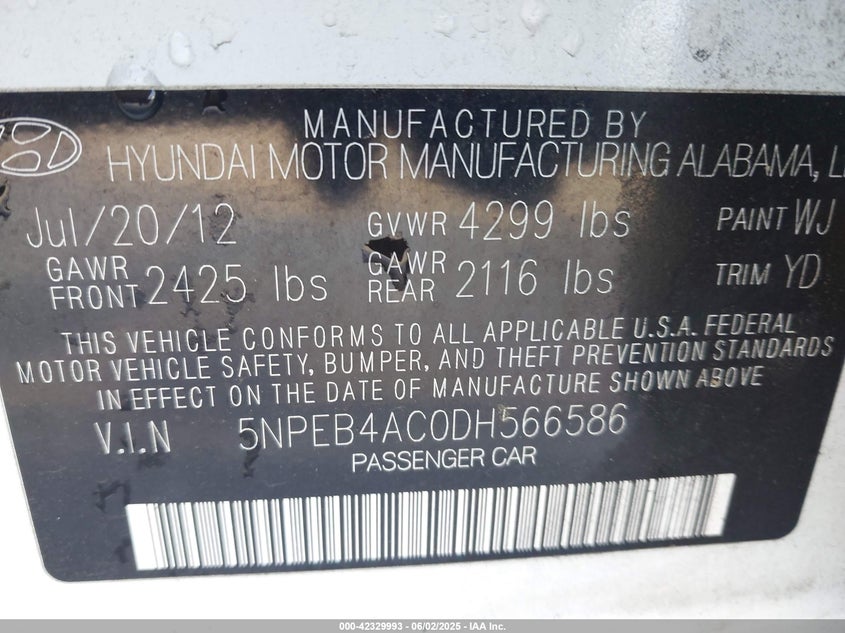 MANUFACTURED BY
HYUNDAI MOTOR MANUFACTURING ALABAMA,
Jul/20/12 GVWR 4299 lbs PAINT WJ
GAWR FRONT 2425 lbs GAWR REAR 2116 lbs TRIM YD
THIS VEHICLE CONFORMS TO ALL APPLICABLE U.S.A. FEDERAL
MOTOR VEHICLE SAFETY, BUMPER, AND THEFT PREVENTION STANDARDS
IN EFFECT ON THE DATE OF MANUFACTURE SHOWN ABOVE
V.I.N 5NPEB4AC0DH566586
PASSENGER CAR
000-42329993 - 06/02/2025 - IAA Inc.